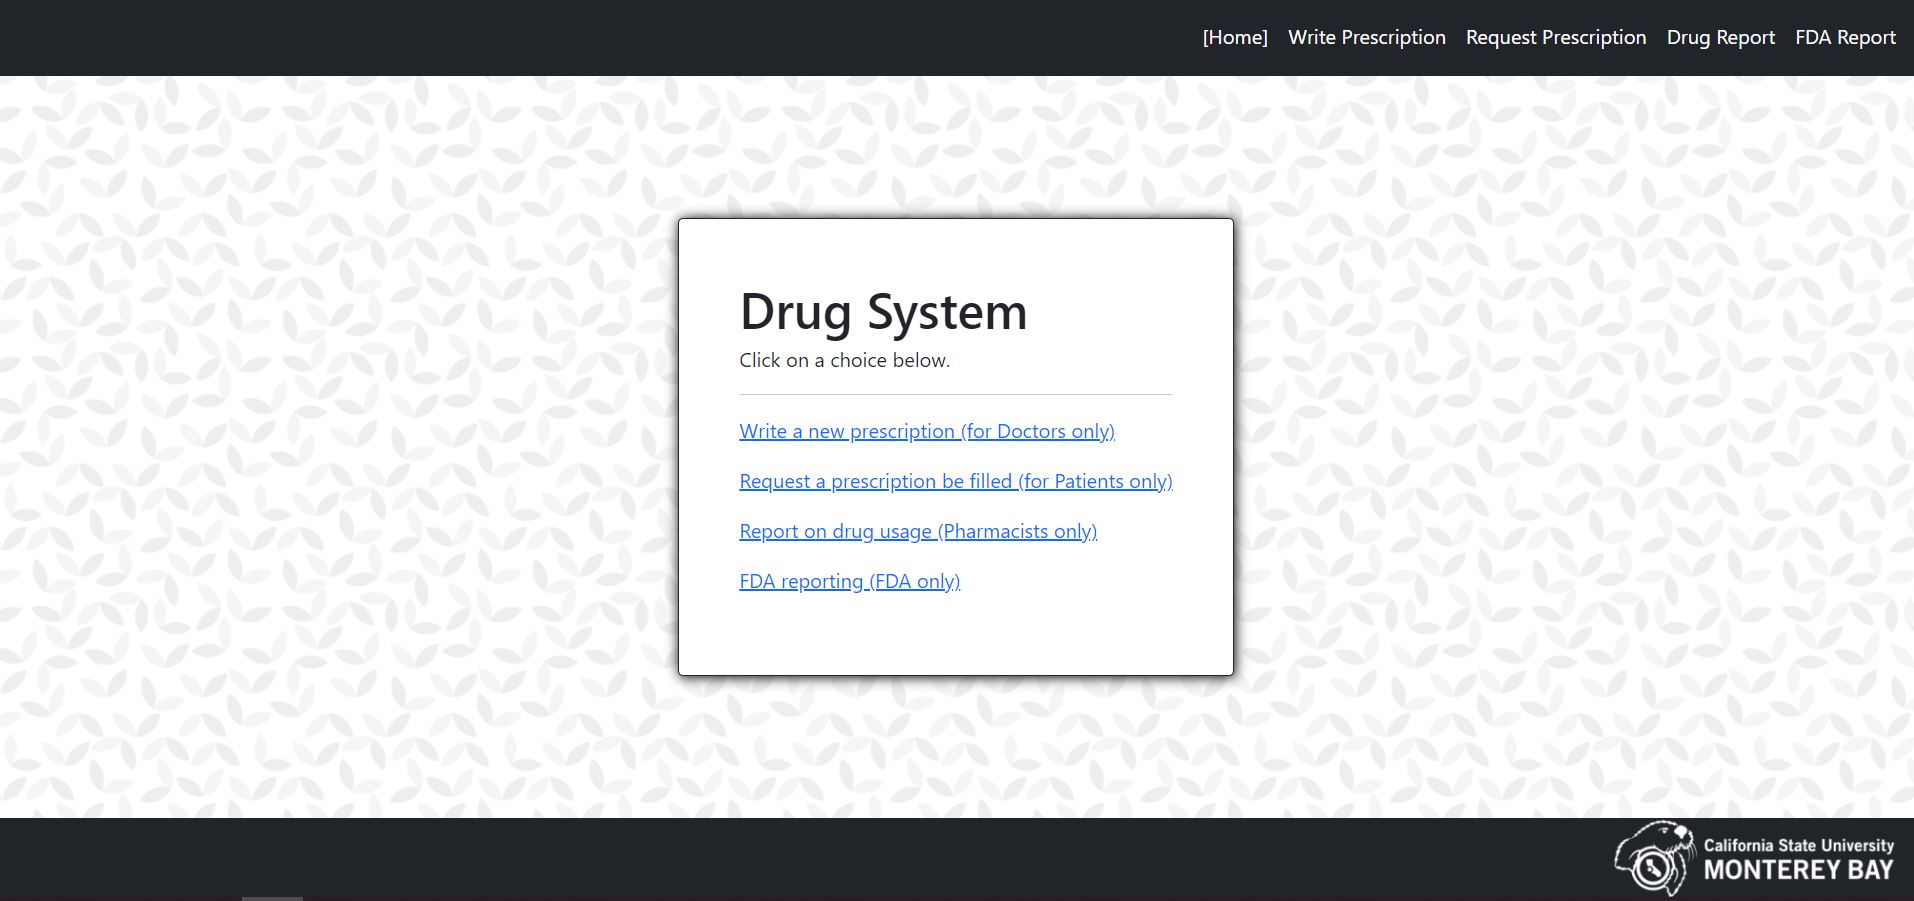 [Home] Write Prescription Request Prescription Drug Report FDA Report
Drug System
Click on a choice below.
Write a new prescription (for Doctors only)
Request a prescription be filled (for Patients only)
Report on drug usage (Pharmacists only)
FDA reporting (FDA only)
California State University
MONTEREY BAY